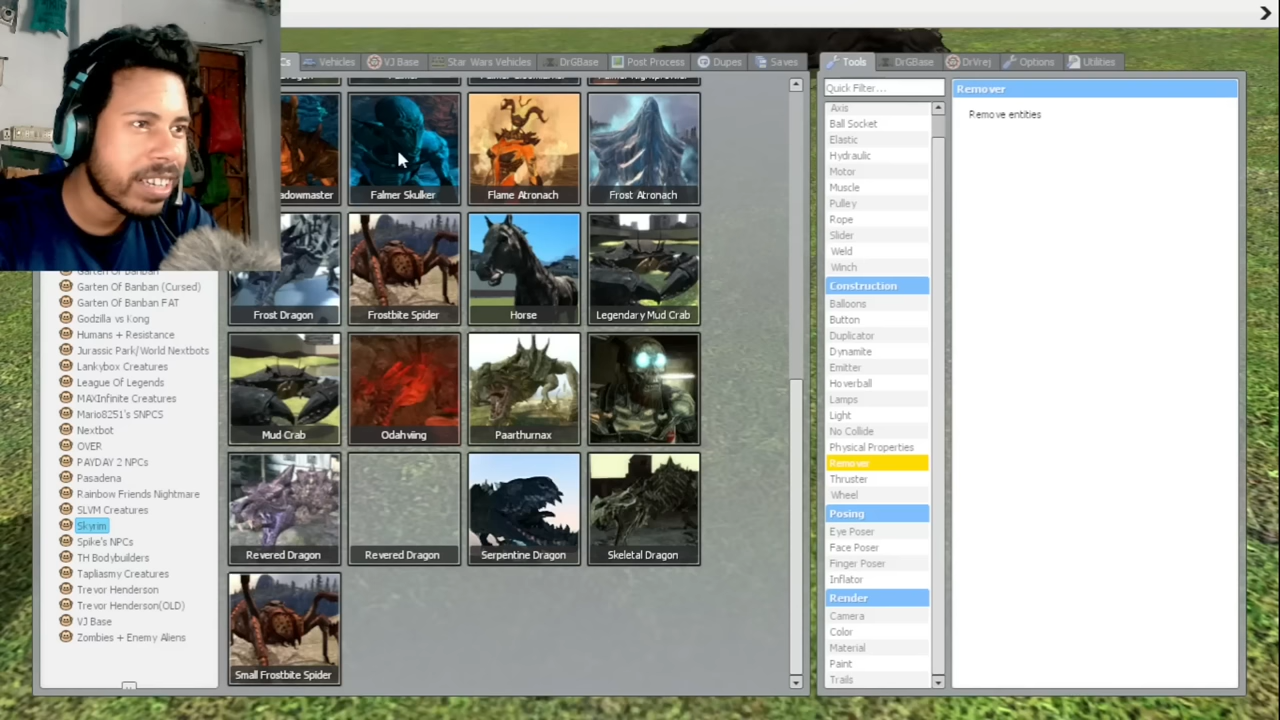 Vehicles
VJ Base
Star Wars Vehicles
DrGBase
Post Process
Dupes
Saves
Tools
DrGBase
DrVrej
Options
Utilities
Falmer Skulker
Flame Atronach
Frost Atronach
Frost Dragon
Frostbite Spider
Horse
Legendary Mud Crab
Mud Crab
Odahviing
Paarthurnax
Revered Dragon
Revered Dragon
Serpentine Dragon
Skeletal Dragon
Small Frostbite Spider
Garten Of Banban
Garten Of Banban (Cursed)
Garten Of Banban FAT
Godzilla vs Kong
Humans + Resistance
Jurassic Park/World Nextbots
Lankybox Creatures
League Of Legends
MAXInfinite Creatures
Mario8251's SNPCS
Nextbot
OVER
PAYDAY 2 NPCs
Pasadena
Rainbow Friends Nightmare
SLVM Creatures
Skyrim
Spike's NPCs
TH Bodybuilders
Tapliasmy Creatures
Trevor Henderson
Trevor Henderson(OLD)
VJ Base
Zombies + Enemy Aliens
Quick Filter...
Axis
Ball Socket
Elastic
Hydraulic
Motor
Muscle
Pulley
Rope
Slider
Weld
Winch
Construction
Balloons
Button
Duplicator
Dynamite
Emitter
Hoverball
Lamps
Light
No Collide
Physical Properties
Remover
Thruster
Wheel
Posing
Eye Poser
Face Poser
Finger Poser
Inflator
Render
Camera
Color
Material
Paint
Trails
Remover
Remove entities